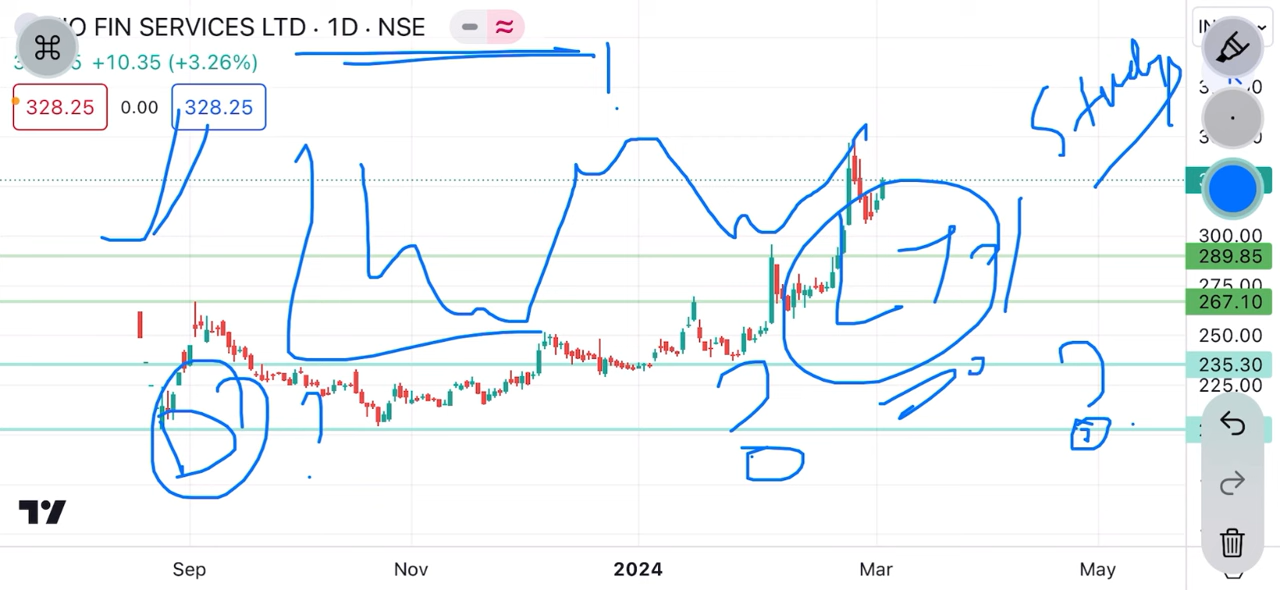 O FIN SERVICES LTD · 1D · NSE
+10.35 (+3.26%)
328.25 0.00 328.25
Study
300.00
289.85
275.00
267.10
250.00
235.30
225.00
Sep Nov 2024 Mar May